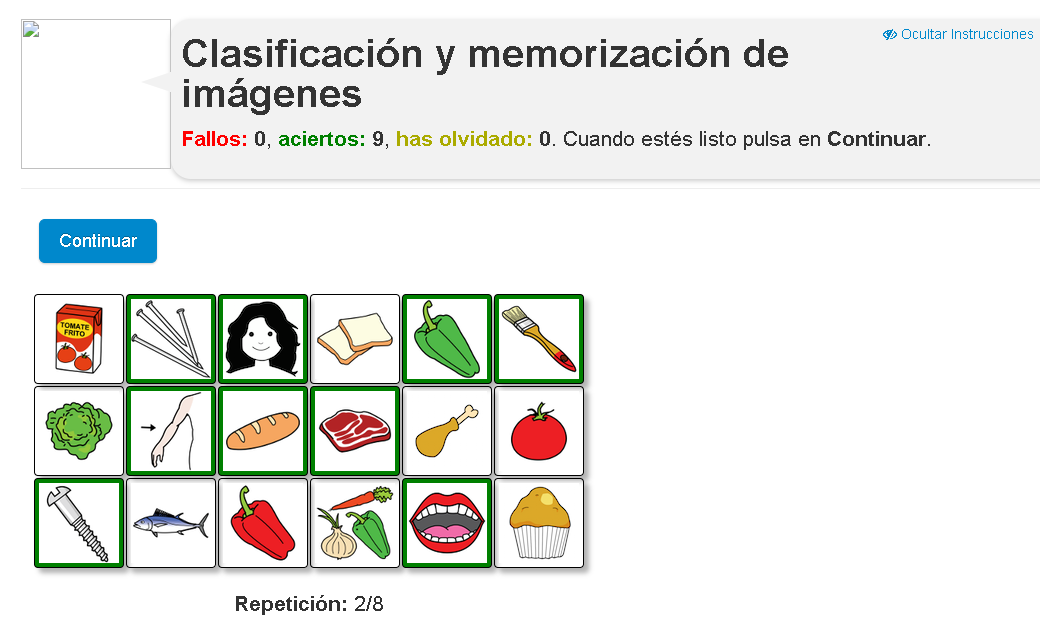 Ocultar Instrucciones
Clasificación y memorización de
imágenes
Fallos: 0, aciertos: 9, has olvidado: 0. Cuando estés listo pulsa en Continuar.
Continuar
TOMATE
FRITO
Repetición: 2/8